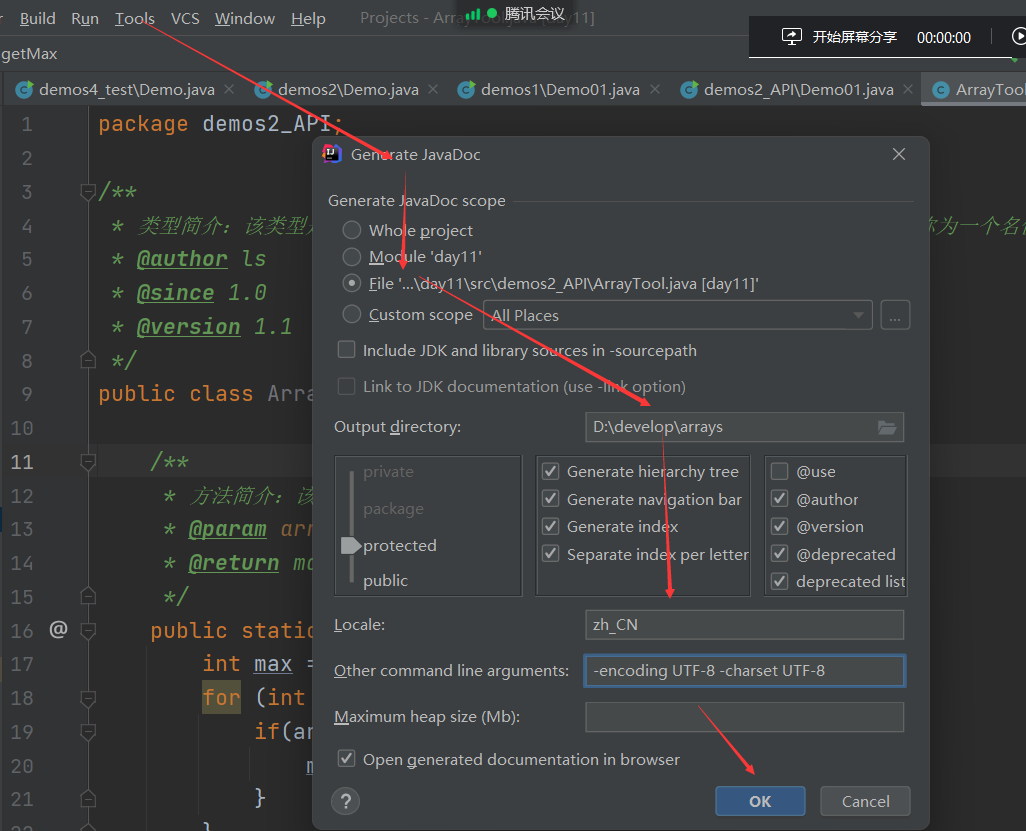 Build Run Tools VCS Window Help Projects - 腾讯会议
开始屏幕分享 00:00:00
getMax
demos4_test\Demo.java demos2\Demo.java demos1\Demo01.java demos2_API\Demo01.java ArrayTool
1 package demos2_API;
2
3 /**
4 * 类型简介：该类型 为一个名
5 * @author ls
6 * @since 1.0
7 * @version 1.1
8 */
9 public class Arra
10
11 /**
12 * 方法简介：该
13 * @param arr
14 * @return ma
15 */
16 @ public static
17 int max =
18 for (int
19 if(ar
20 m
21 }
Generate JavaDoc
Generate JavaDoc scope
Whole project
Module 'day11'
File '...\day11\src\demos2_API\ArrayTool.java [day11]'
Custom scope All Places ...
Include JDK and library sources in -sourcepath
Link to JDK documentation (use -link option)
Output directory: D:\develop\arrays
private
package
protected
public
Generate hierarchy tree
Generate navigation bar
Generate index
Separate index per letter
@use
@author
@version
@deprecated
deprecated list
Locale: zh_CN
Other command line arguments: -encoding UTF-8 -charset UTF-8
Maximum heap size (Mb):
Open generated documentation in browser
? OK Cancel